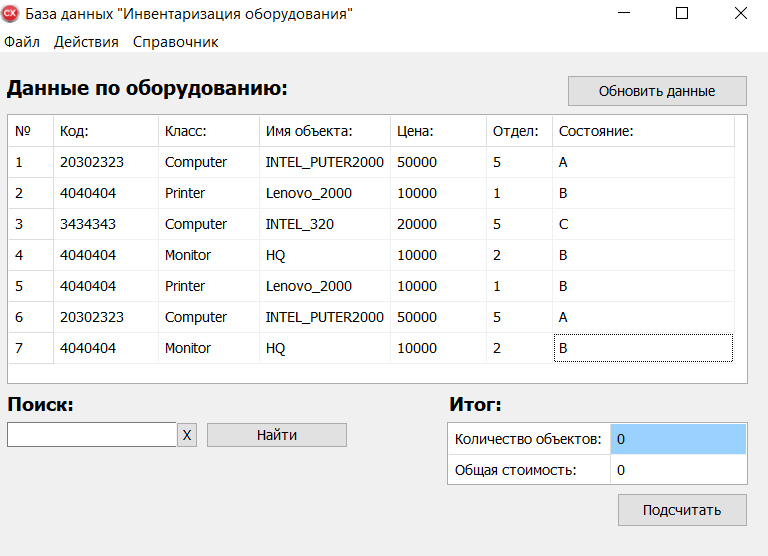 CX База данных "Инвентаризация оборудования"
Файл Действия Справочник
Данные по оборудованию:
Обновить данные
№ Код: Класс: Имя объекта: Цена: Отдел: Состояние:
1 20302323 Computer INTEL_PUTER2000 50000 5 A
2 4040404 Printer Lenovo_2000 10000 1 B
3 3434343 Computer INTEL_320 20000 5 C
4 4040404 Monitor HQ 10000 2 B
5 4040404 Printer Lenovo_2000 10000 1 B
6 20302323 Computer INTEL_PUTER2000 50000 5 A
7 4040404 Monitor HQ 10000 2 B
Поиск:
X Найти
Итог:
Количество объектов: 0
Общая стоимость: 0
Подсчитать